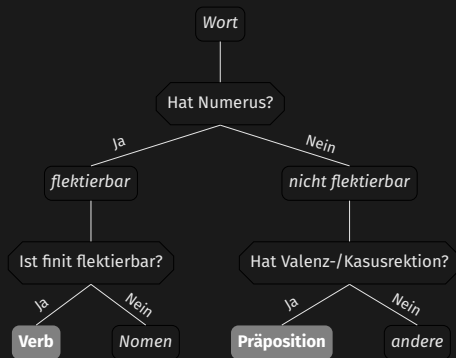 Wort
Hat Numerus?
Ja
Nein
flektierbar
nicht flektierbar
Ist finit flektierbar?
Hat Valenz-/Kasusrektion?
Ja
Nein
Ja
Nein
Verb
Nomen
Präposition
andere